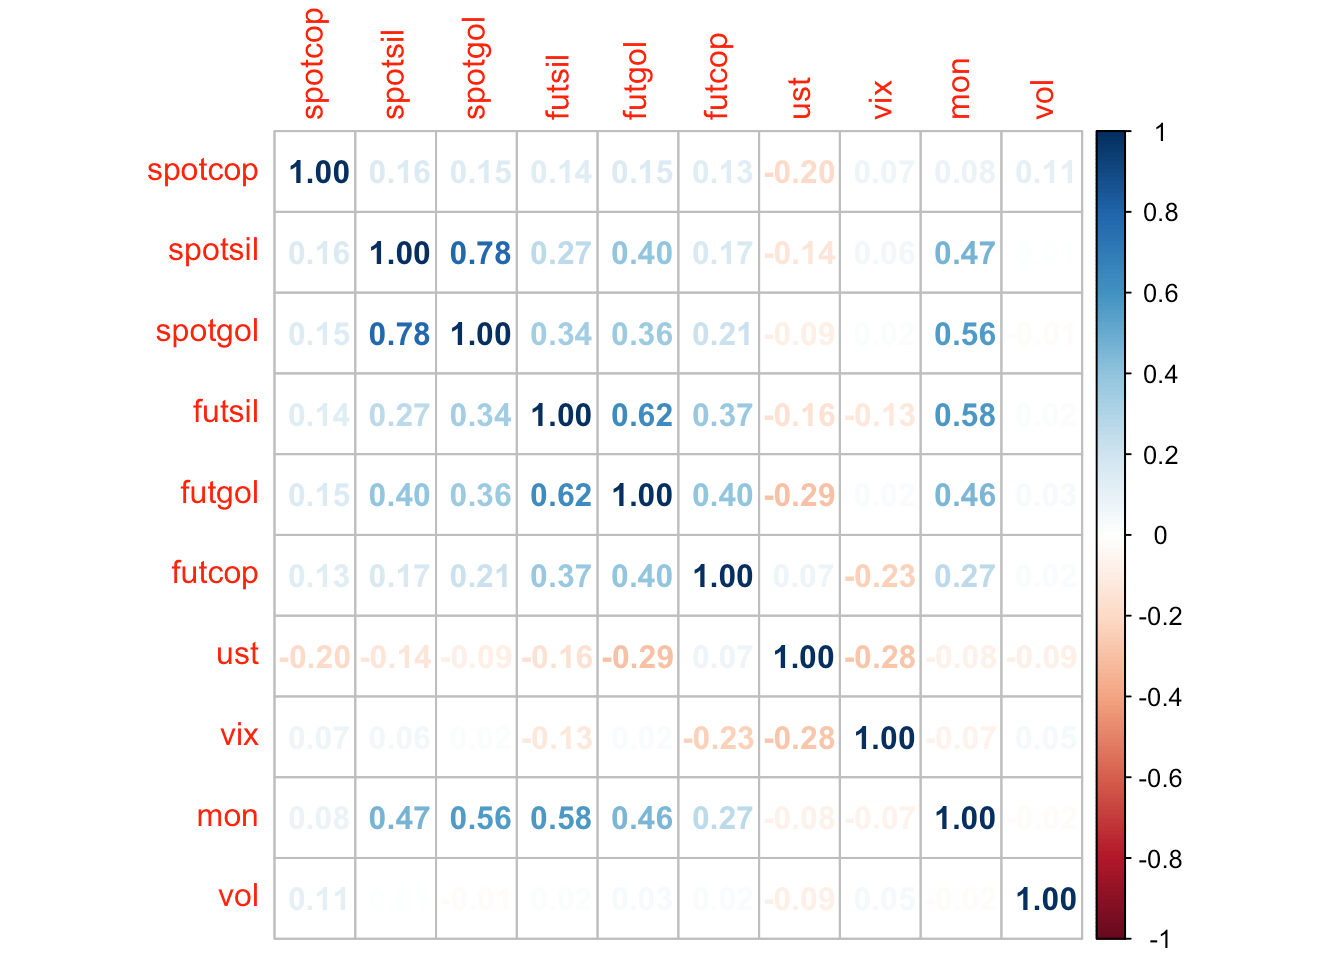 spotcop spotsil spotgol futsil futgol futcop ust vix mon vol
spotcop 1.00 0.16 0.15 0.14 0.15 0.13 -0.20 0.07 0.08 0.11
spotsil 0.16 1.00 0.78 0.27 0.40 0.17 -0.14 0.06 0.47
spotgol 0.15 0.78 1.00 0.34 0.36 0.21 -0.09 0.02 0.56 -0.01
futsil 0.14 0.27 0.34 1.00 0.62 0.37 -0.16 -0.13 0.58 0.02
futgol 0.15 0.40 0.36 0.62 1.00 0.40 -0.29 0.02 0.46 0.03
futcop 0.13 0.17 0.21 0.37 0.40 1.00 0.07 -0.23 0.27 0.02
ust -0.20 -0.14 -0.09 -0.16 -0.29 0.07 1.00 -0.28 -0.08 -0.09
vix 0.07 0.06 0.02 -0.13 0.02 -0.23 -0.28 1.00 -0.07 0.05
mon 0.08 0.47 0.56 0.58 0.46 0.27 -0.08 -0.07 1.00 -0.02
vol 0.11 -0.01 0.02 0.03 0.02 -0.09 0.05 -0.02 1.00
1
0.8
0.6
0.4
0.2
0
-0.2
-0.4
-0.6
-0.8
-1